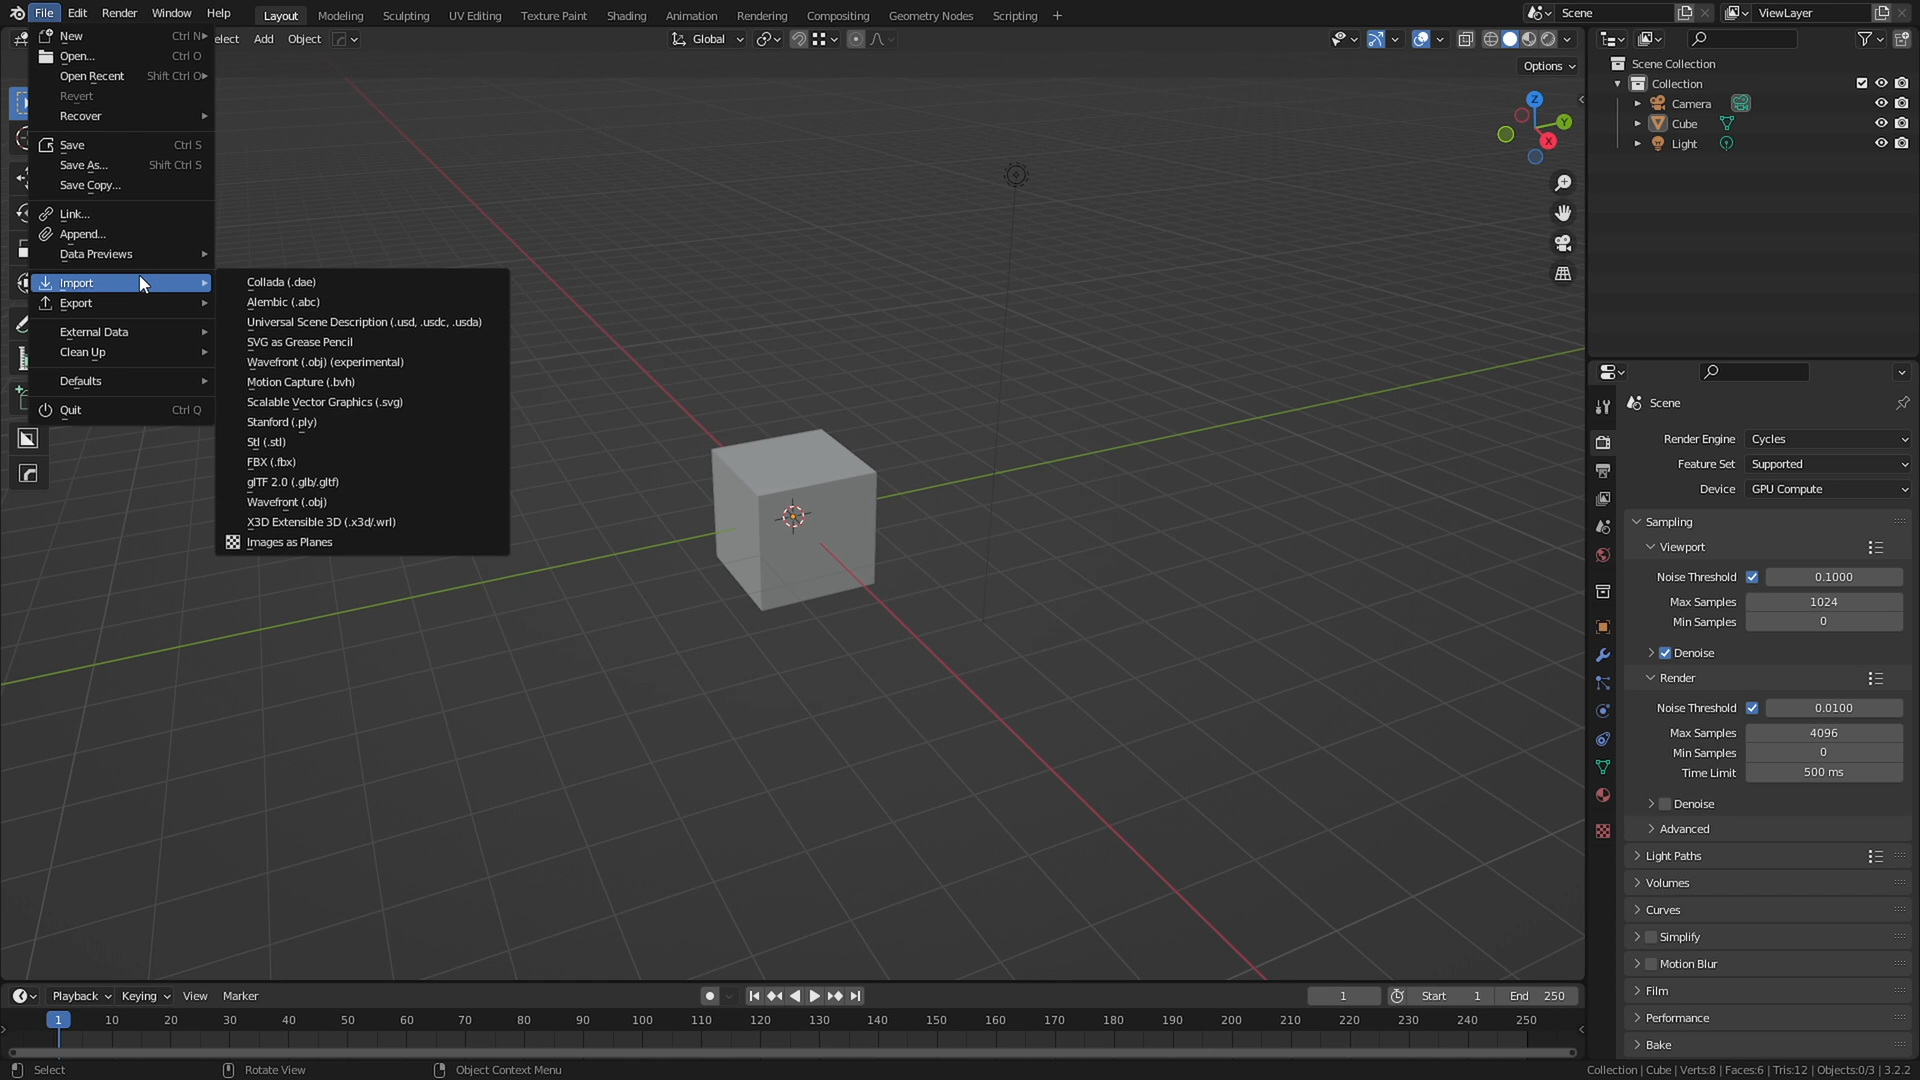 File Edit Render Window Help Layout Modeling Sculpting UV Editing Texture Paint Shading Animation Rendering Compositing Geometry Nodes Scripting + Scene ViewLayer
elect Add Object Global
Options
New Ctrl N
Open... Ctrl O
Open Recent Shift Ctrl O
Revert
Recover
Save Ctrl S
Save As... Shift Ctrl S
Save Copy...
Link...
Append...
Data Previews
Import
Export
External Data
Clean Up
Defaults
Quit Ctrl Q
Collada (.dae)
Alembic (.abc)
Universal Scene Description (.usd, .usdc, .usda)
SVG as Grease Pencil
Wavefront (.obj) (experimental)
Motion Capture (.bvh)
Scalable Vector Graphics (.svg)
Stanford (.ply)
Stl (.stl)
FBX (.fbx)
glTF 2.0 (.glb/.gltf)
Wavefront (.obj)
X3D Extensible 3D (.x3d/.wrl)
Images as Planes
Z
Y
X
Scene Collection
Collection
Camera
Cube
Light
Scene
Render Engine Cycles
Feature Set Supported
Device GPU Compute
Sampling
Viewport
Noise Threshold 0.1000
Max Samples 1024
Min Samples 0
Denoise
Render
Noise Threshold 0.0100
Max Samples 4096
Min Samples 0
Time Limit 500 ms
Denoise
Advanced
Light Paths
Volumes
Curves
Simplify
Motion Blur
Film
Performance
Bake
Playback Keying View Marker 1 Start 1 End 250
1 10 20 30 40 50 60 70 80 90 100 110 120 130 140 150 160 170 180 190 200 210 220 230 240 250
Select Rotate View Object Context Menu Collection | Cube | Verts:8 | Faces:6 | Tris:12 | Objects:0/3 | 3.2.2